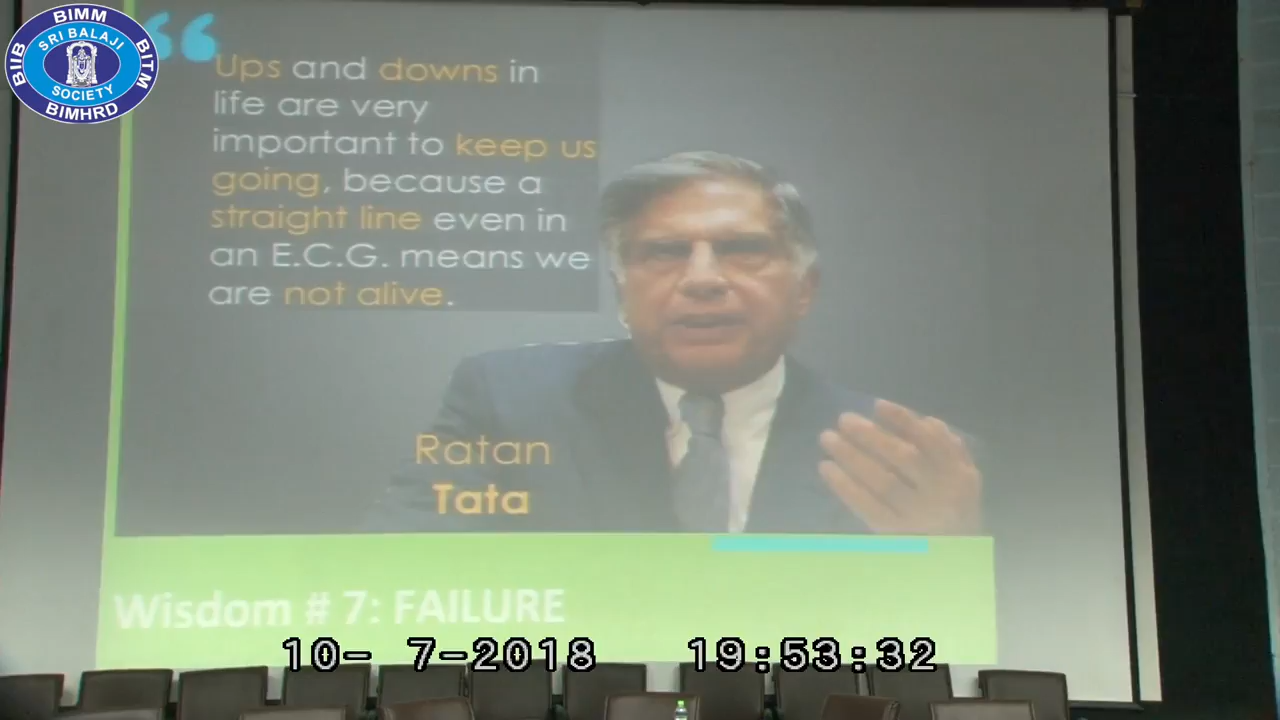 BIMM
BIIB
SRI BALAJI
SOCIETY
BITM
BIMHRD
“
Ups and downs in
life are very
important to keep us
going, because a
straight line even in
an E.C.G. means we
are not alive.
Ratan
Tata
Wisdom # 7: FAILURE
10- 7-2018 19:53:32